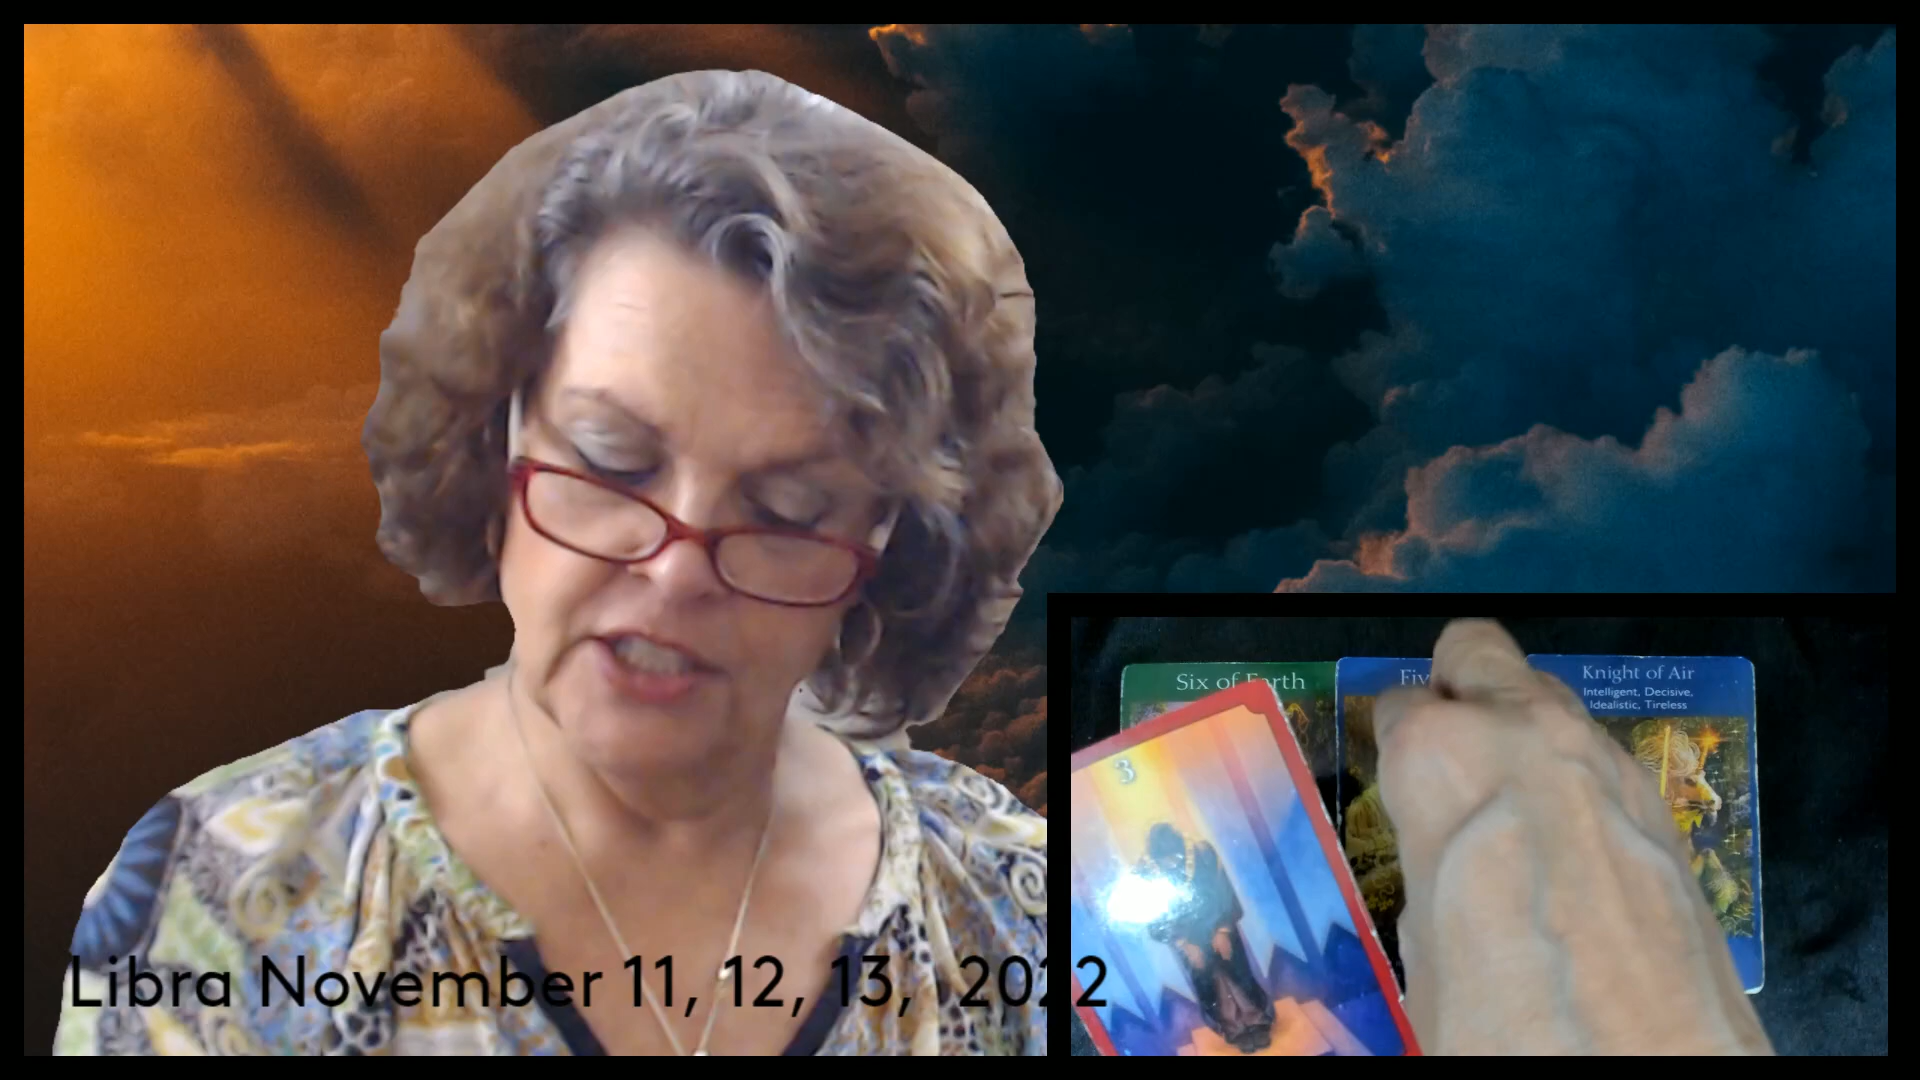 Six of Earth
Knight of Air
Intelligent, Decisive,
Idealistic, Tireless
3
Libra November 11, 12, 13, 2022